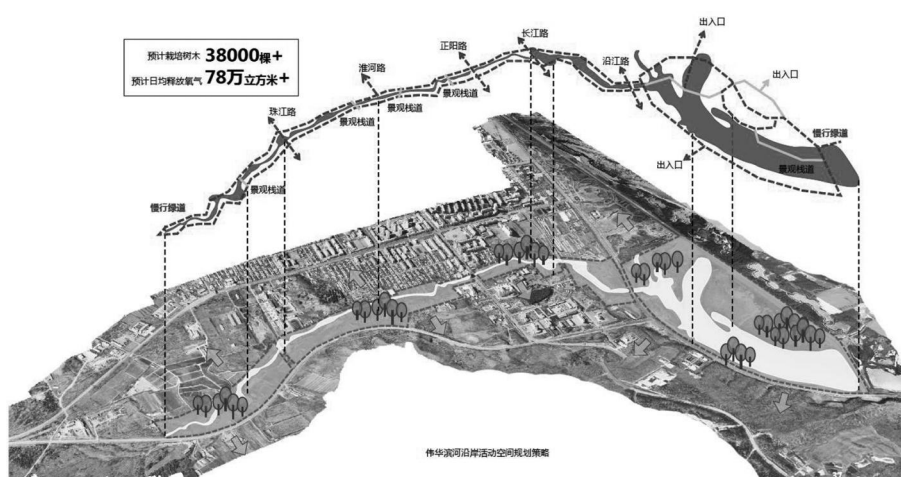 预计栽培树木 38000棵+
预计日均释放氧气 78万立方米+
出入口
长江路
正阳路
沿江路
出入口
淮河路
景观栈道
珠江路
景观栈道
景观栈道
慢行绿道
出入口
景观栈道
景观栈道
慢行绿道
伟华滨河沿岸活动空间规划策略
37